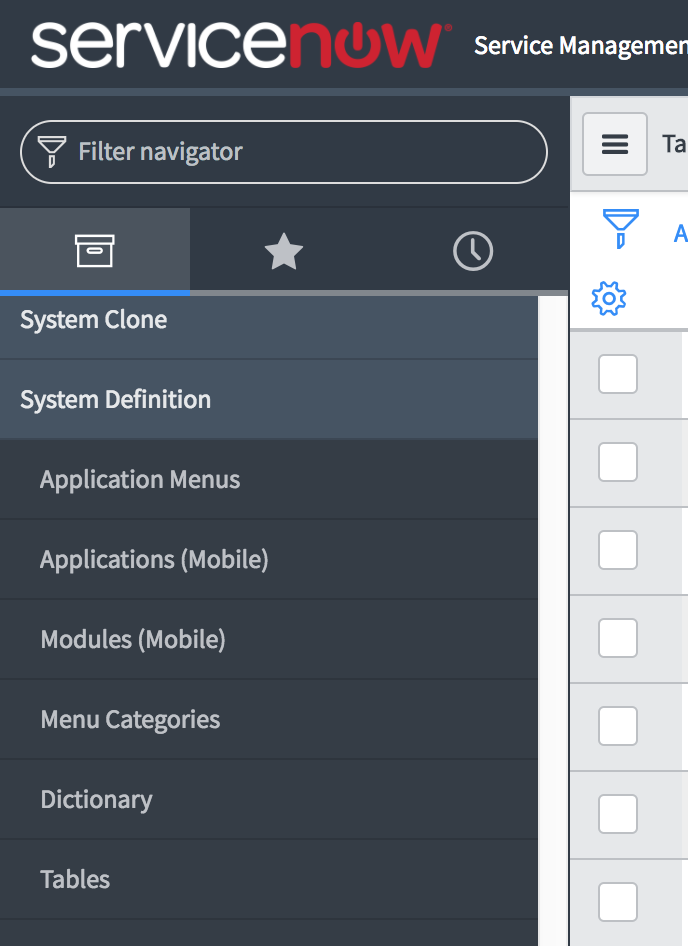 servicenow
Service Managemen
Filter navigator
Ta
A
System Clone
System Definition
Application Menus
Applications (Mobile)
Modules (Mobile)
Menu Categories
Dictionary
Tables